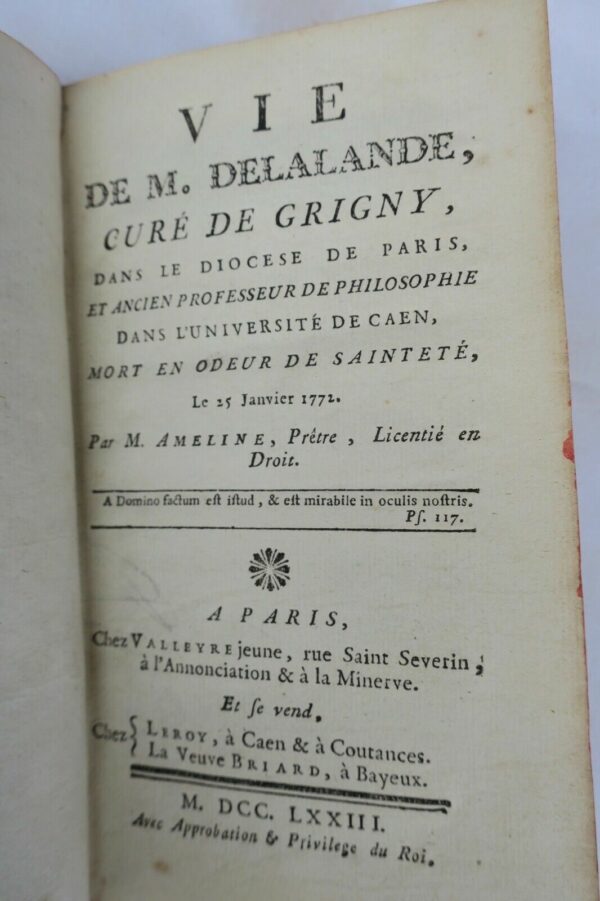 VIE
DE M. DELALANDE,
CURÉ DE GRIGNY,
DANS LE DIOCESE DE PARIS,
ET ANCIEN PROFESSEUR DE PHILOSOPHIE
DANS L'UNIVERSITÉ DE CAEN,
MORT EN ODEUR DE SAINTETÉ,
Le 25 Janvier 1772.
Par M. AMELINE, Prêtre, Licentié en
Droit.
A Domino factum est istud, & est mirabile in oculis nostris.
Ps. 117.
A PARIS,
Chez VALLEYRE jeune, rue Saint Severin;
à l'Annonciation & à la Minerve.
Et se vend,
Chez { LEROY, à Caen & à Coutances.
La Veuve BRIARD, à Bayeux.
M. DCC. LXXIII.
Avec Approbation & Privilege du Roi.